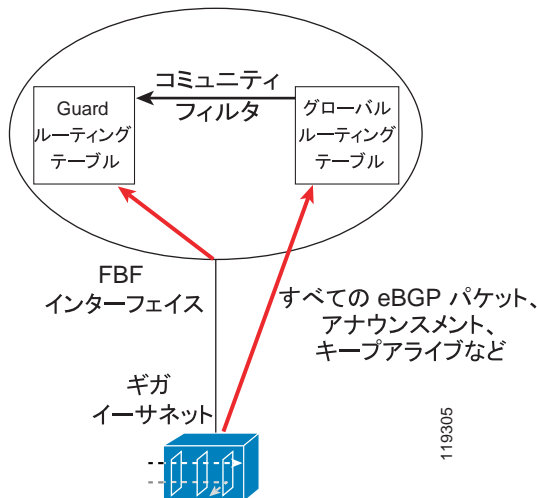 コミュニティ
フィルタ
Guard
ルーティング
テーブル
グローバル
ルーティング
テーブル
FBF
インターフェイス
すべての eBGP パケット、
アナウンスメント、
キープアライブなど
ギガ
イーサネット
119305